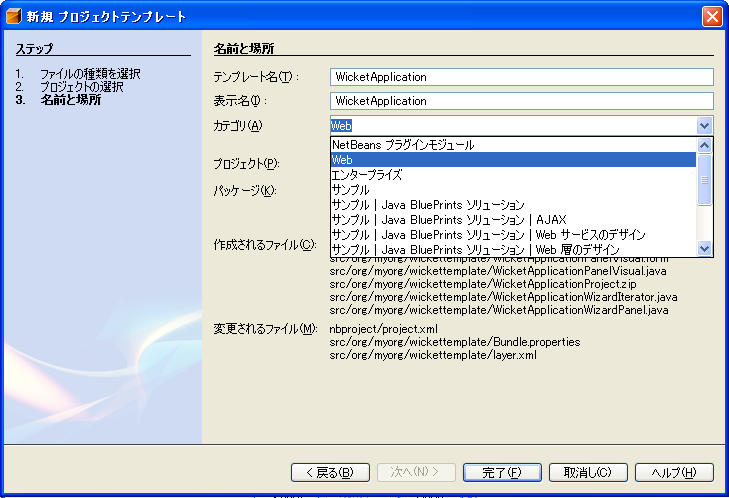 新規 プロジェクトテンプレート
ステップ
1. ファイルの種類を選択
2. プロジェクトの選択
3. 名前と場所
名前と場所
テンプレート名(T): WicketApplication
表示名(I): WicketApplication
カテゴリ(A) Web
NetBeans プラグインモジュール
Web
エンタープライズ
サンプル
サンプル | Java BluePrints ソリューション
サンプル | Java BluePrints ソリューション | AJAX
サンプル | Java BluePrints ソリューション | Web サービスのデザイン
サンプル | Java BluePrints ソリューション | Web 層のデザイン
プロジェクト(P):
パッケージ(K):
作成されるファイル(C):
src/org/myorg/wickettemplate/WicketApplicationPanelVisual.form
src/org/myorg/wickettemplate/WicketApplicationPanelVisual.java
src/org/myorg/wickettemplate/WicketApplicationProject.zip
src/org/myorg/wickettemplate/WicketApplicationWizardIterator.java
src/org/myorg/wickettemplate/WicketApplicationWizardPanel.java
変更されるファイル(M): nbproject/project.xml
src/org/myorg/wickettemplate/Bundle.properties
src/org/myorg/wickettemplate/layer.xml
< 戻る(B) 次へ(N) > 完了(F) 取消し(C) ヘルプ(H)